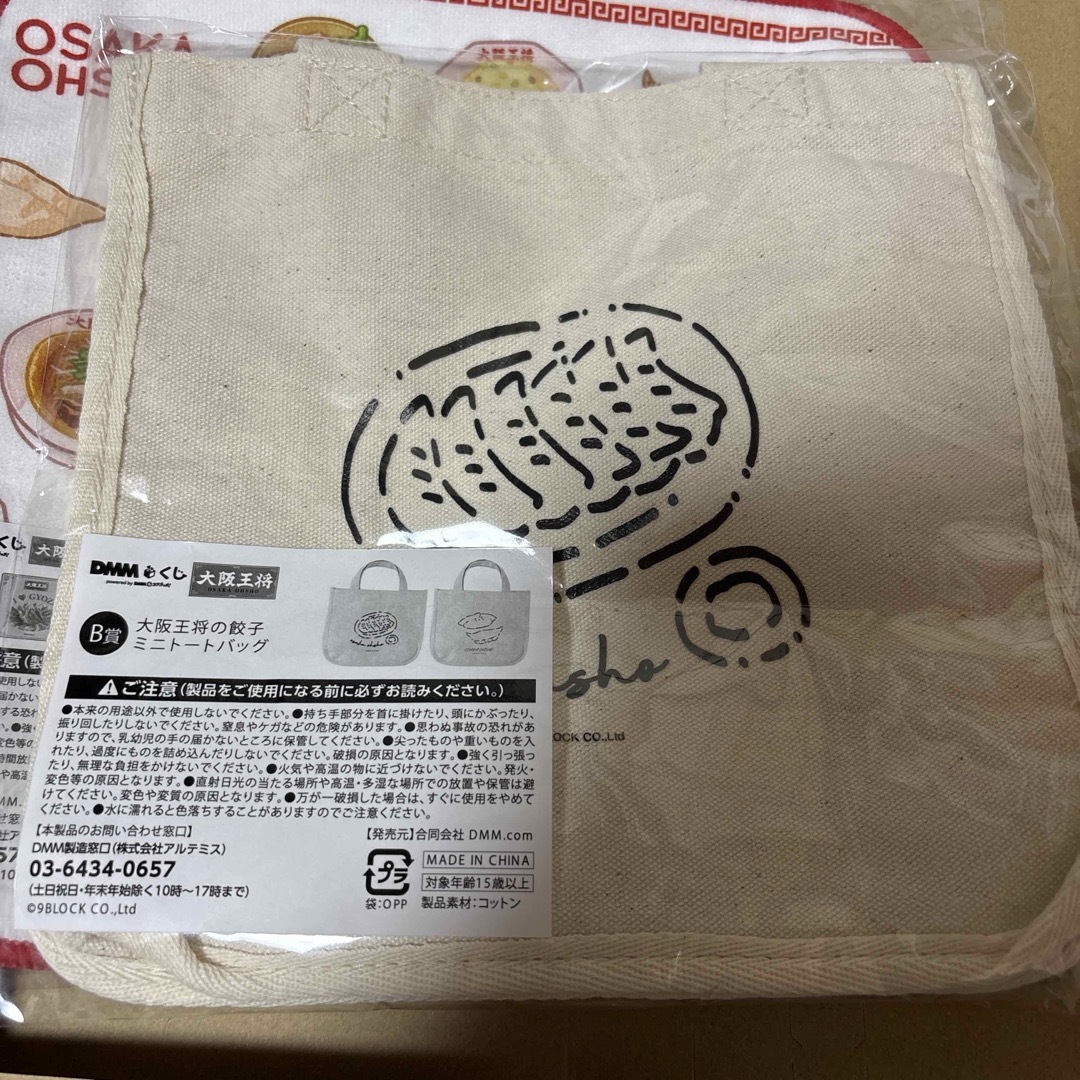 OSAKA
大阪王将
DMMくじ
大阪王将
OSAKA OHSHO
B賞
大阪王将の餃子
ミニトートバッグ
ご注意(製品をご使用になる前に必ずお読みください。)
●本来の用途以外で使用しないでください。●持ち手部分を首に掛けたり、頭にかぶったり、
振り回したりしないでください。窒息やケガなどの危険があります。●思わぬ事故の恐れがあ
りますので、乳幼児の手の届かないところに保管してください。●尖ったものや重いものを入
れたり、過度にものを詰め込んだりしないでください。破損の原因となります。●強く引っ張っ
たり、無理な負担をかけないでください。●火気や高温の物に近づけないでください。発火・
変色等の原因となります。●直射日光の当たる場所や高温・多湿な場所での放置や保管は避
けてください。変色や変質の原因となります。●万が一破損した場合は、すぐに使用をやめて
ください。●水に濡れると色落ちすることがありますのでご注意ください。
【本製品のお問い合わせ窓口】
DMM製造窓口(株式会社アルテミス)
03-6434-0657
(土日祝日・年末年始除く10時〜17時まで)
©9BLOCK CO.,Ltd
【発売元】合同会社 DMM.com
プラ
袋:OPP
MADE IN CHINA
対象年齢15歳以上
製品素材:コットン
CO.,Ltd